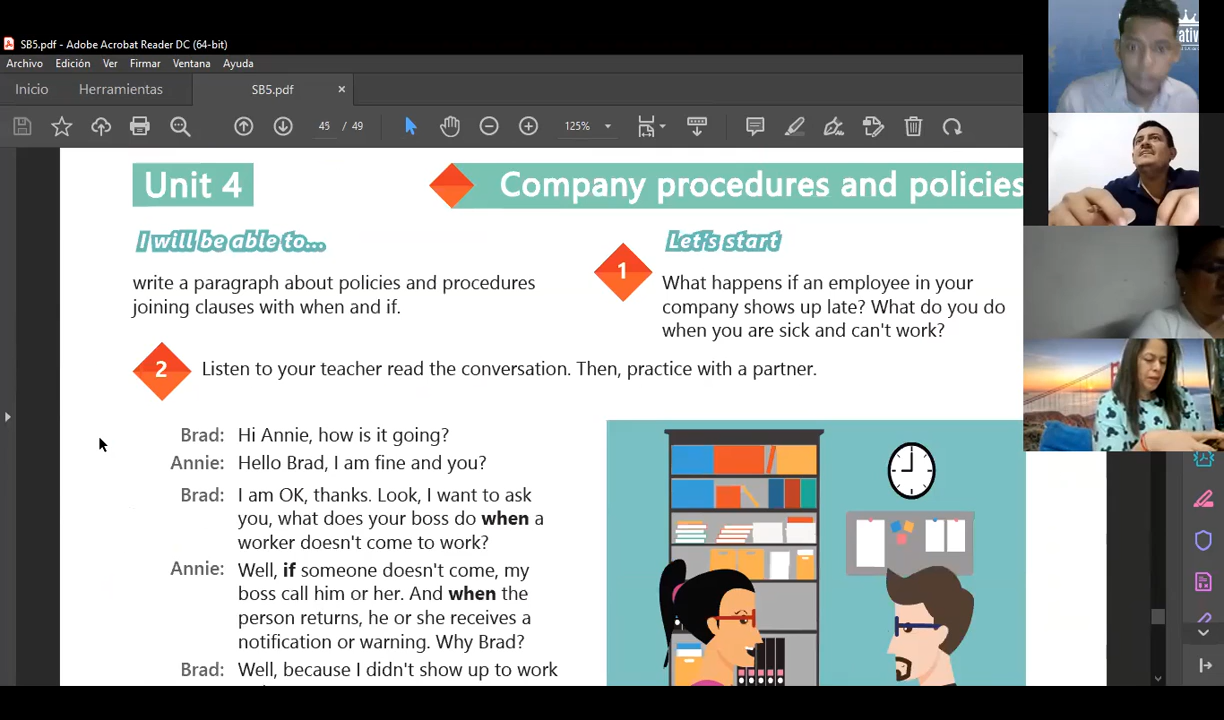 SB5.pdf - Adobe Acrobat Reader DC (64-bit)
Archivo Edición Ver Firmar Ventana Ayuda
Inicio Herramientas SB5.pdf ×
45 / 49 125%
Unit 4
Company procedures and policies
I will be able to...
write a paragraph about policies and procedures
joining clauses with when and if.
1
Let's start
What happens if an employee in your
company shows up late? What do you do
when you are sick and can't work?
2
Listen to your teacher read the conversation. Then, practice with a partner.
Brad: Hi Annie, how is it going?
Annie: Hello Brad, I am fine and you?
Brad: I am OK, thanks. Look, I want to ask
you, what does your boss do when a
worker doesn't come to work?
Annie: Well, if someone doesn't come, my
boss call him or her. And when the
person returns, he or she receives a
notification or warning. Why Brad?
Brad: Well, because I didn't show up to work